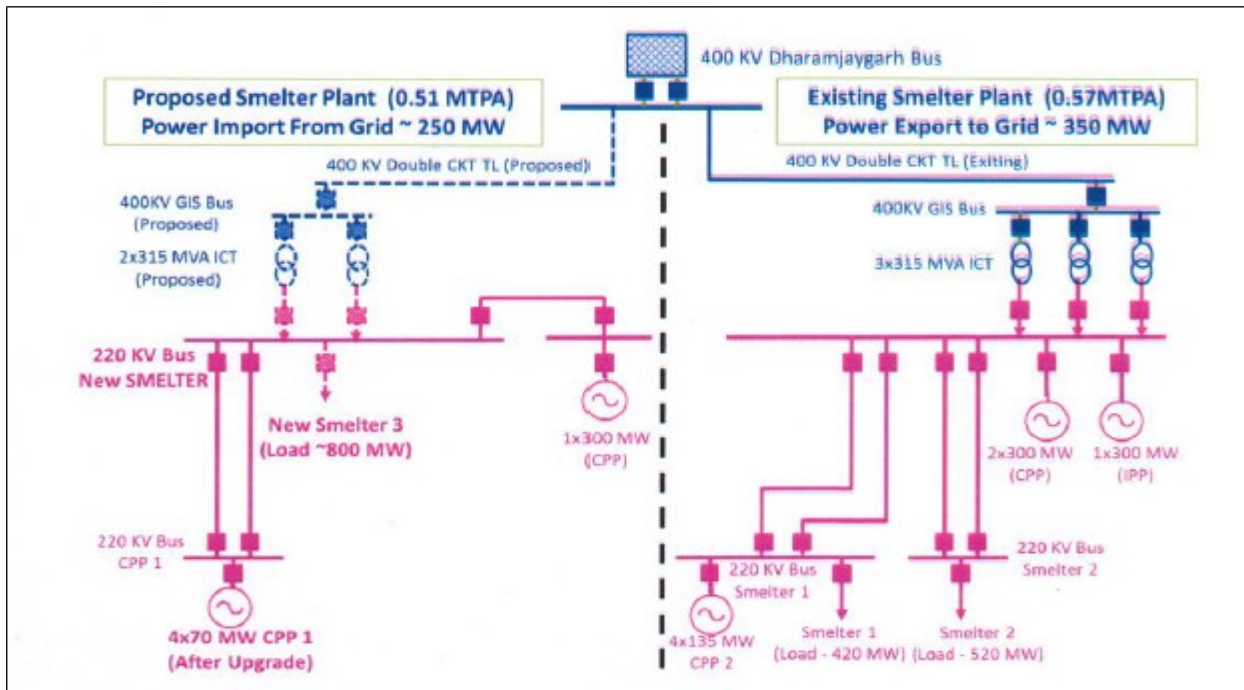 400 KV Dharamjaygarh Bus
Proposed Smelter Plant (0.51 MTPA)
Power Import From Grid ~ 250 MW
Existing Smelter Plant (0.57MTPA)
Power Export to Grid ~ 350 MW
400 KV Double CKT TL (Proposed)
400 KV Double CKT TL (Exiting)
400KV GIS Bus
(Proposed)
400KV GIS Bus
2x315 MVA ICT
(Proposed)
3x315 MVA ICT
220 KV Bus
New SMELTER
New Smelter 3
(Load ~800 MW)
1x300 MW
(CPP)
2x300 MW
(CPP)
1x300 MW
(IPP)
220 KV Bus
CPP 1
220 KV Bus
Smelter 1
220 KV Bus
Smelter 2
4x70 MW CPP 1
(After Upgrade)
4x135 MW
CPP 2
Smelter 1
(Load - 420 MW)
Smelter 2
(Load - 520 MW)